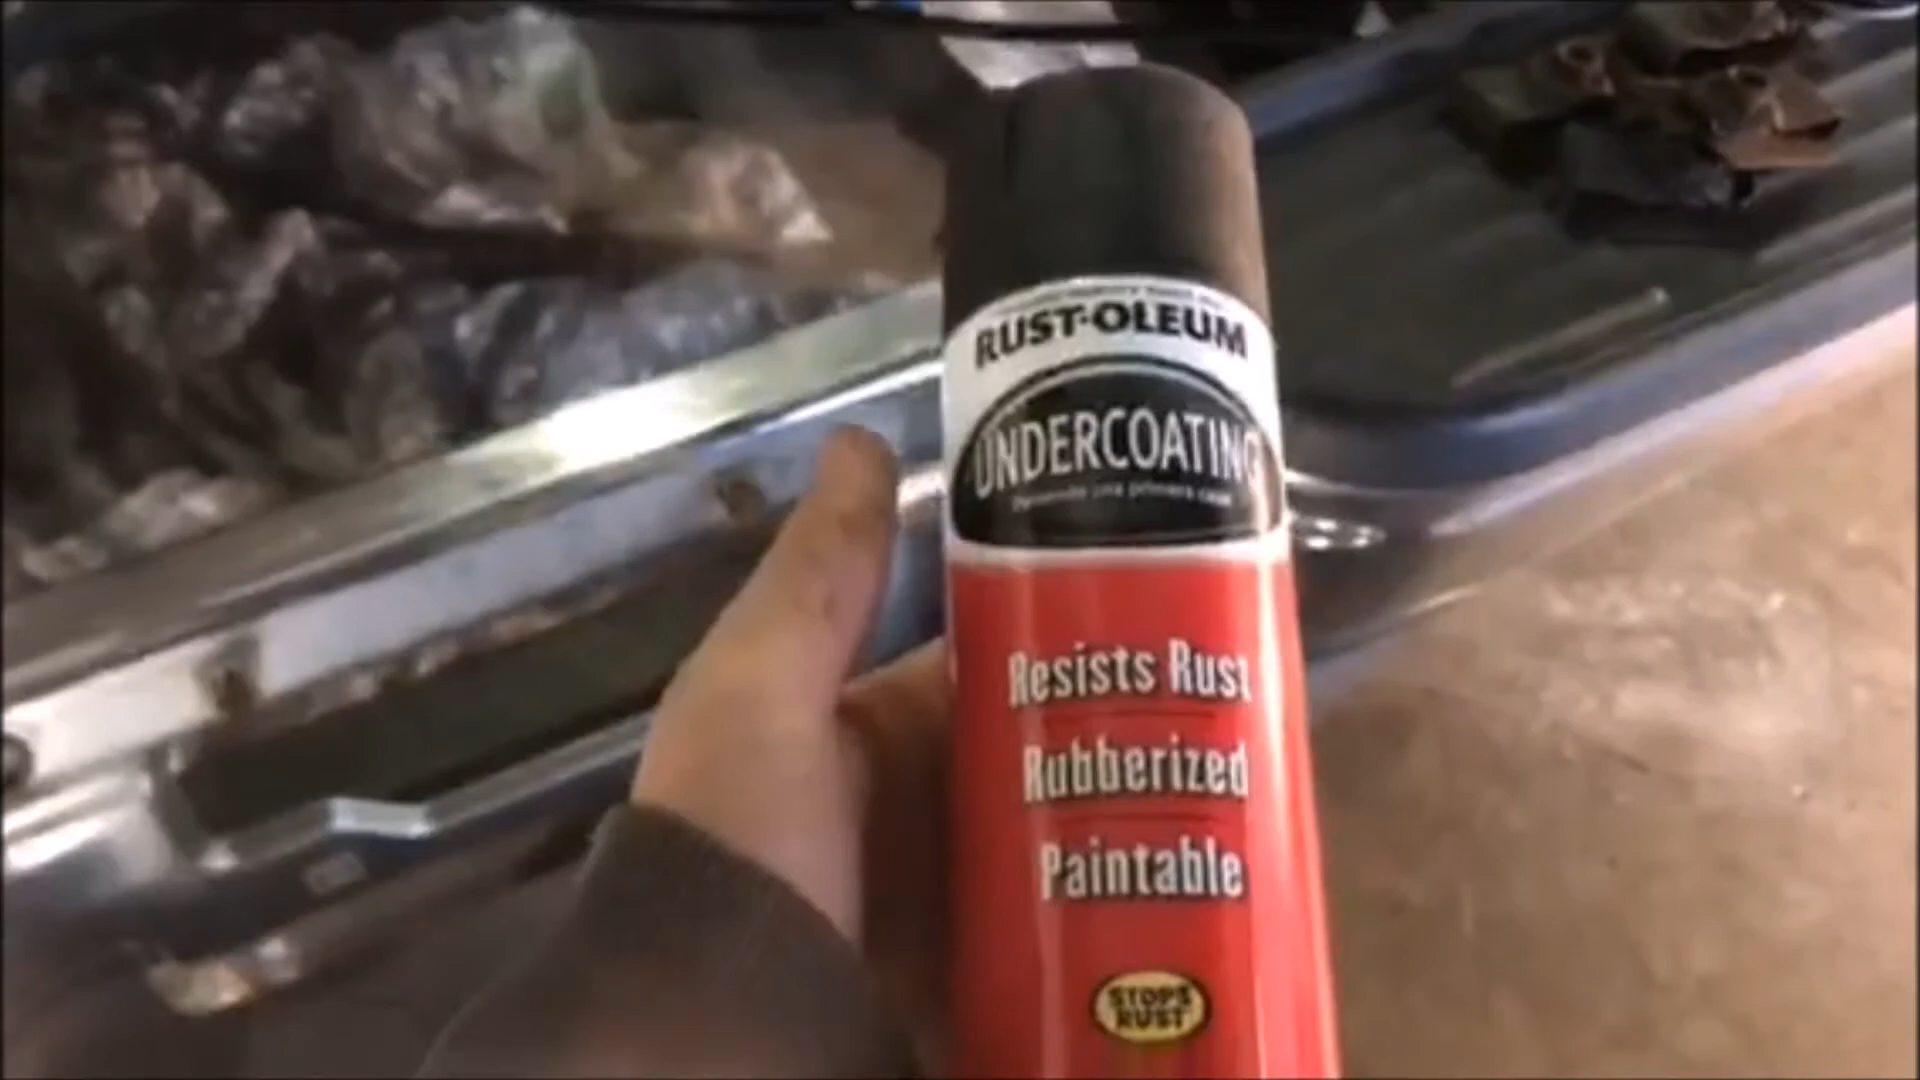 RUST-OLEUM
UNDERCOATING
Resists Rust
Rubberized
Paintable
STOPS
RUST